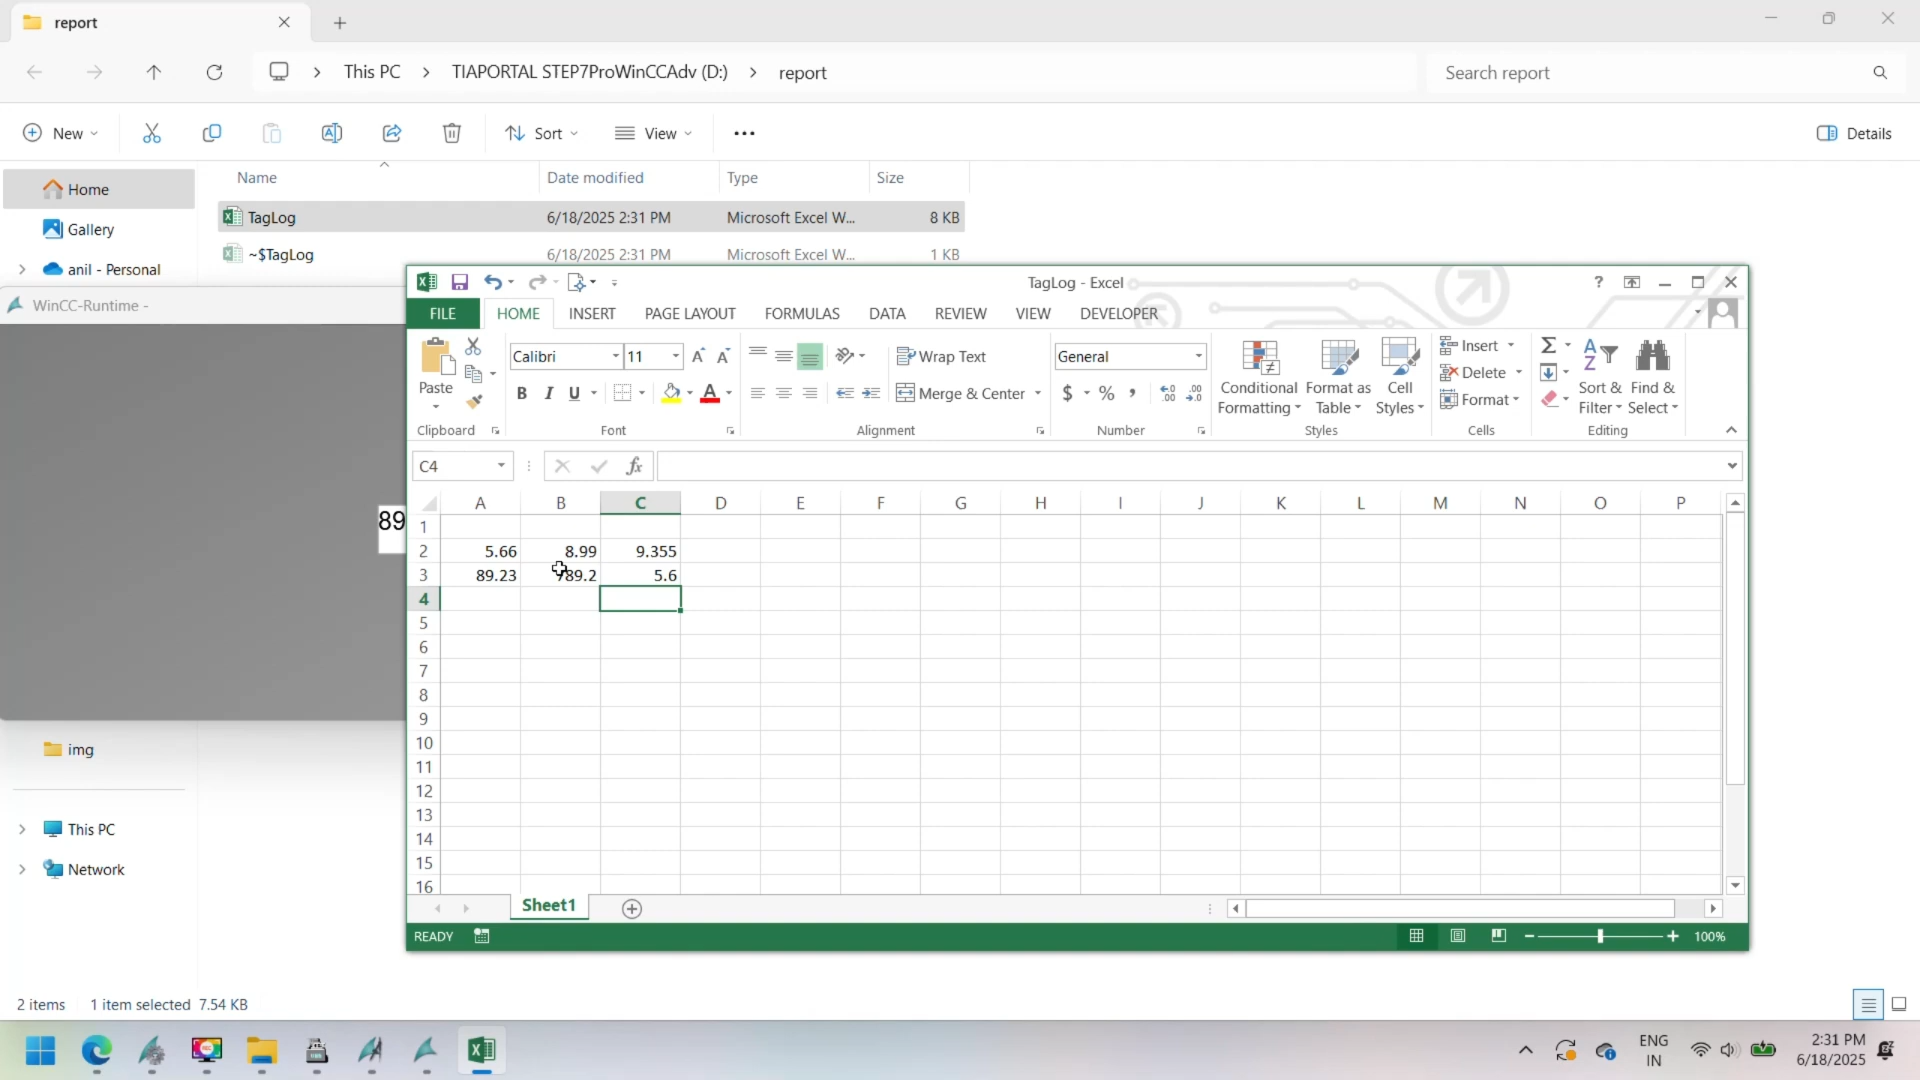 report
This PC > TIAPORTAL STEP7ProWinCCAdv (D:) > report
Search report
New
Sort
View
Details
Name Date modified Type Size
Home
TagLog 6/18/2025 2:31 PM Microsoft Excel W... 8 KB
Gallery
~$TagLog 6/18/2025 2:31 PM Microsoft Excel W... 1 KB
anil - Personal
WinCC-Runtime -
TagLog - Excel
FILE HOME INSERT PAGE LAYOUT FORMULAS DATA REVIEW VIEW DEVELOPER
Paste
Calibri 11
Wrap Text
General
Conditional Formatting
Format as Table
Cell Styles
Insert
Delete
Format
Sort & Filter
Find & Select
B I U
Merge & Center
$ % ,
Clipboard Font Alignment Number Styles Cells Editing
C4
fx
A B C D E F G H I J K L M N O P
1
2 5.66 8.99 9.355
3 89.23 789.2 5.6
4
5
6
7
8
9
10
11
12
13
14
15
16
89
img
This PC
Network
Sheet1
READY
100%
2 items 1 item selected 7.54 KB
ENG
IN
2:31 PM
6/18/2025